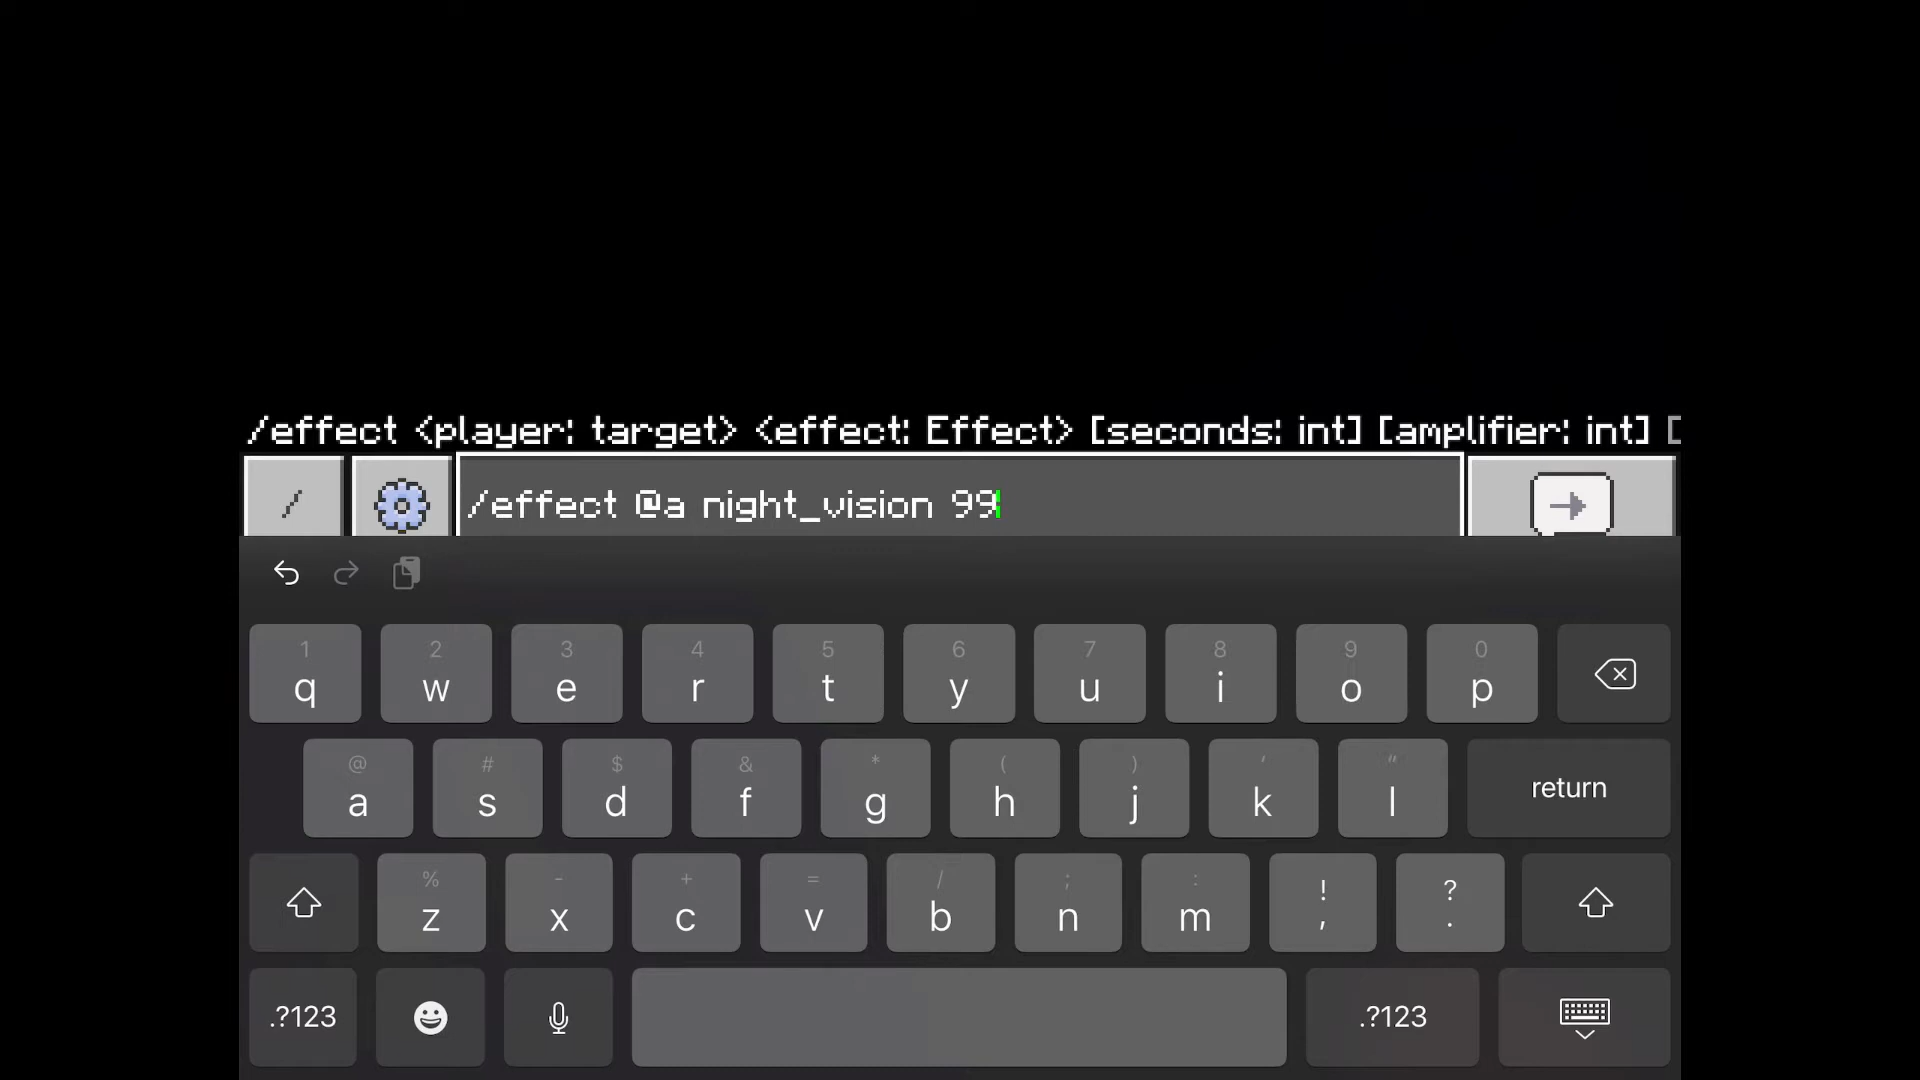 /effect <player: target> <effect: Effect> [seconds: int] [amplifier: int] [
/ /effect @a night_vision 99
1 2 3 4 5 6 7 8 9 0
q w e r t y u i o p
@ # $ & * ( ) ' "
a s d f g h j k l return
% - + = / ; : ! ?
z x c v b n m , .
.?123 .?123